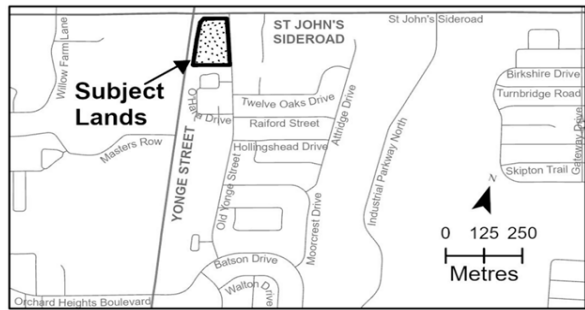 ST JOHN'S
SIDEROAD
St John's Sideroad
Willow Farm Lane
Subject
Lands
O'Hara Drive
Masters Row
YONGE STREET
Old Yonge Street
Twelve Oaks Drive
Raiford Street
Hollingshead Drive
Attridge Drive
Moorcrest Drive
Industrial Parkway North
Birkshire Drive
Turnbridge Road
Gateway Drive
Skipton Trail
N
0 125 250
Metres
Batson Drive
Walton Drive
Orchard Heights Boulevard